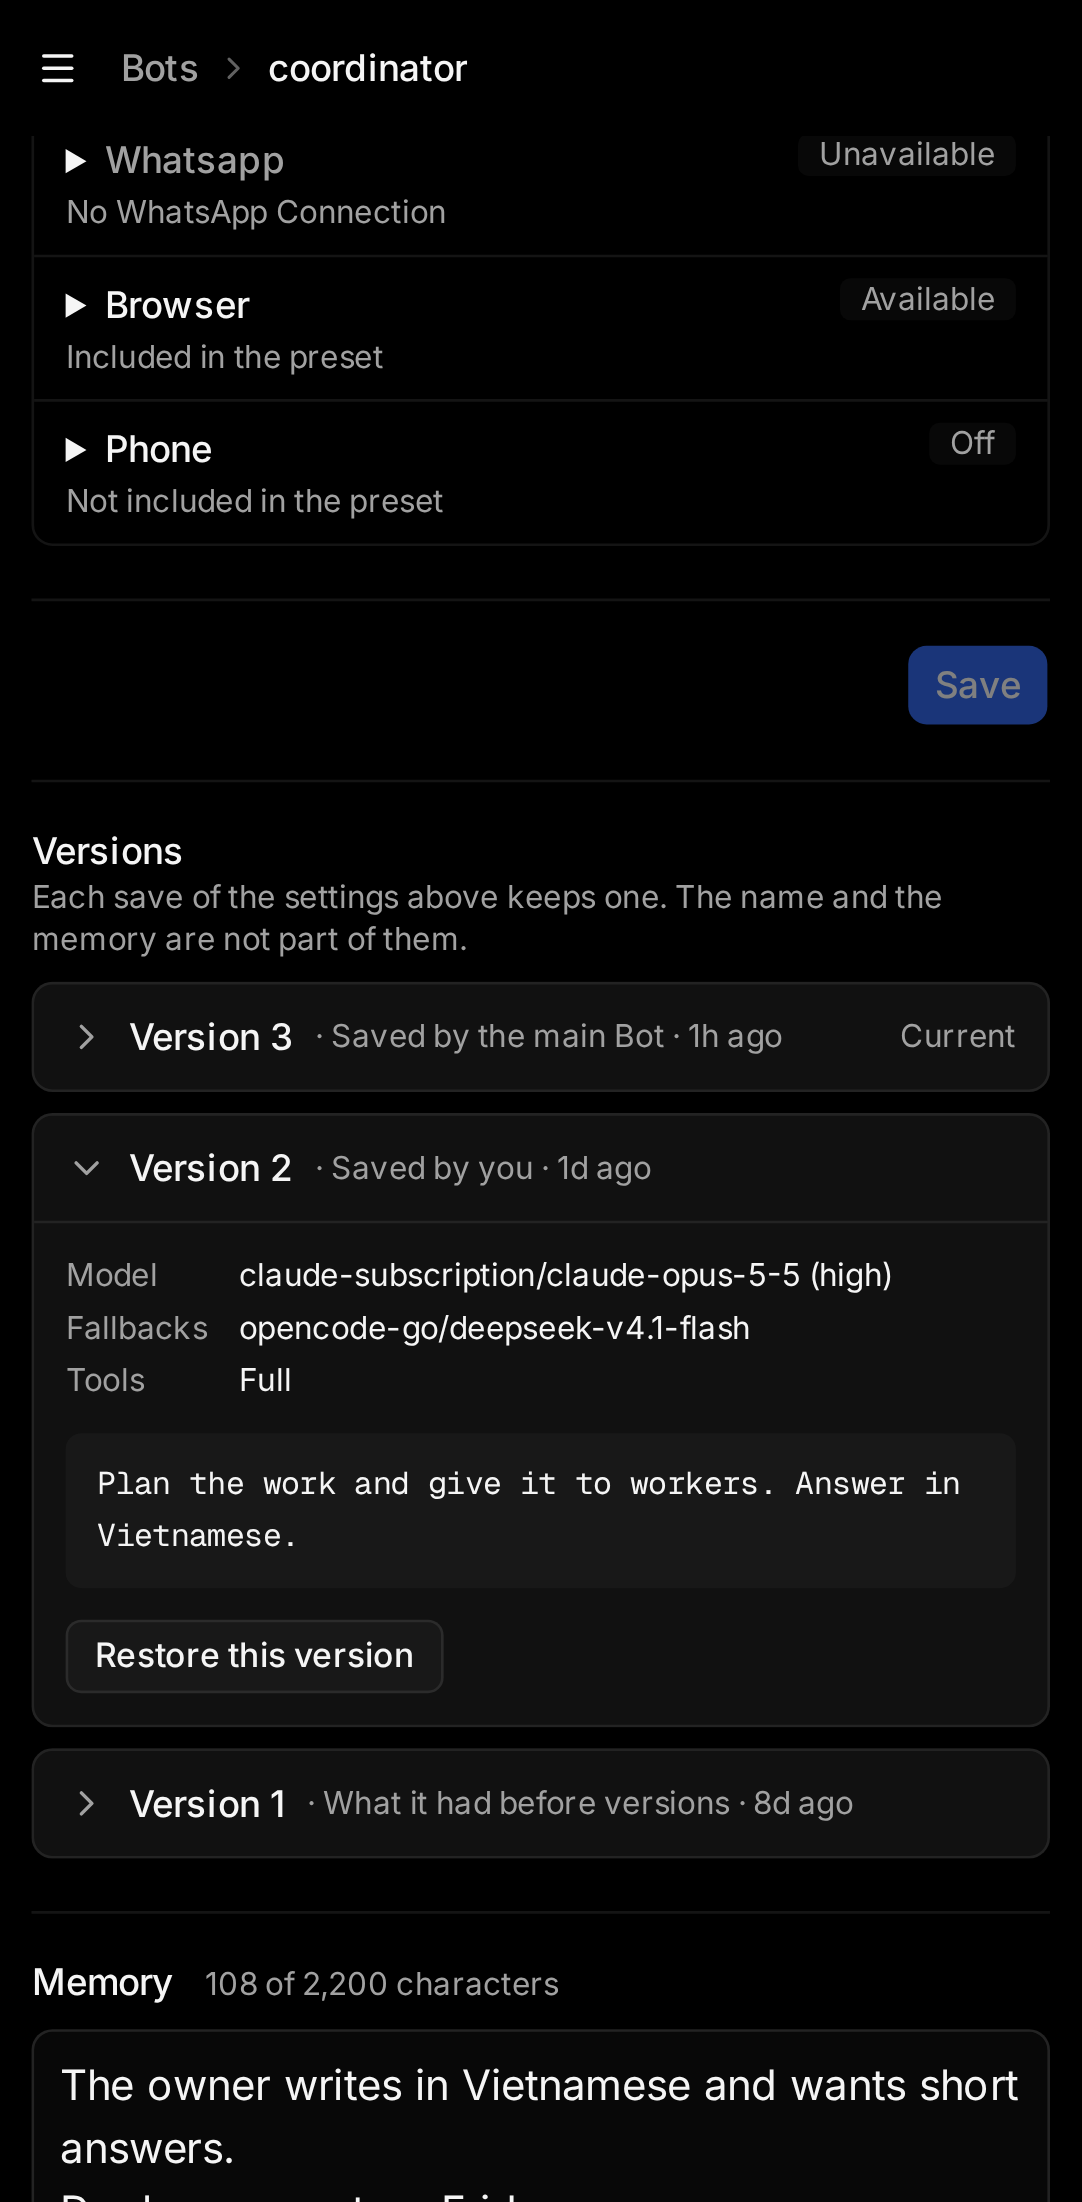 Bots > coordinator
Whatsapp
Unavailable
No WhatsApp Connection
Browser
Available
Included in the preset
Phone
Off
Not included in the preset
Save
Versions
Each save of the settings above keeps one. The name and the
memory are not part of them.
Version 3 · Saved by the main Bot · 1h ago
Current
Version 2 · Saved by you · 1d ago
Model claude-subscription/claude-opus-5-5 (high)
Fallbacks opencode-go/deepseek-v4.1-flash
Tools Full
Plan the work and give it to workers. Answer in
Vietnamese.
Restore this version
Version 1 · What it had before versions · 8d ago
Memory 108 of 2,200 characters
The owner writes in Vietnamese and wants short
answers.